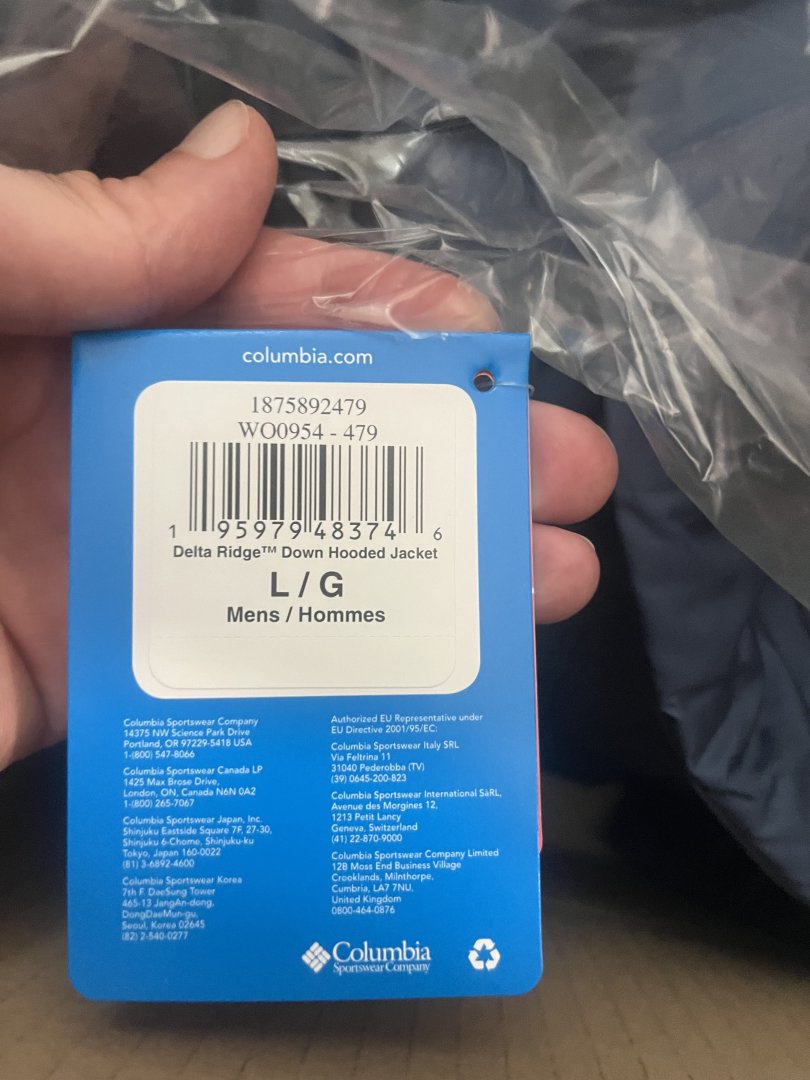 columbia.com
1875892479
WO0954 - 479
1 95979 48374 6
Delta Ridge™ Down Hooded Jacket
L / G
Mens / Hommes
Columbia Sportswear Company
14375 NW Science Park Drive
Portland, OR 97229-5418 USA
1-(800) 547-8066
Columbia Sportswear Canada LP
1425 Max Brose Drive,
London, ON, Canada N6N 0A2
1-(800) 265-7067
Columbia Sportswear Japan, Inc.
Shinjuku Eastside Square 7F, 27-30,
Shinjuku 6-Chome, Shinjuku-ku
Tokyo, Japan 160-0022
(81) 3-6892-4600
Columbia Sportswear Korea
7th F. DaeSung Tower
465-13 JangAn-dong,
DongDaeMun-gu,
Seoul, Korea 02645
(82) 2-540-0277
Authorized EU Representative under
EU Directive 2001/95/EC:
Columbia Sportswear Italy SRL
Via Feltrina 11
31040 Pederobba (TV)
(39) 0645-200-823
Columbia Sportswear International SàRL,
Avenue des Morgines 12,
1213 Petit Lancy
Geneva, Switzerland
(41) 22-870-9000
Columbia Sportswear Company Limited
12B Moss End Business Village
Crooklands, Milnthorpe,
Cumbria, LA7 7NU,
United Kingdom
0800-464-0876
Columbia
Sportswear Company